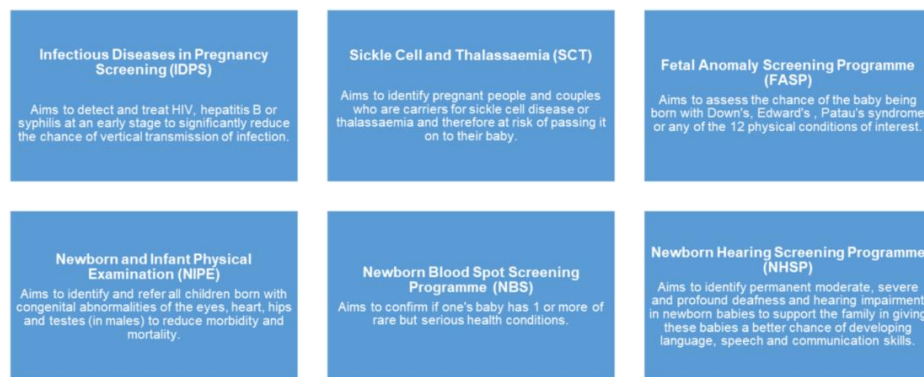 Infectious Diseases in Pregnancy
Screening (IDPS)
Aims to detect and treat HIV, hepatitis B or
syphilis at an early stage to significantly reduce
the chance of vertical transmission of infection.
Sickle Cell and Thalassaemia (SCT)
Aims to identify pregnant people and couples
who are carriers for sickle cell disease or
thalassaemia and therefore at risk of passing it
on to their baby.
Fetal Anomaly Screening Programme
(FASP)
Aims to assess the chance of the baby being
born with Down's, Edward's , Patau's syndrome
or any of the 12 physical conditions of interest.
Newborn and Infant Physical
Examination (NIPE)
Aims to identify and refer all children born with
congenital abnormalities of the eyes, heart, hips
and testes (in males) to reduce morbidity and
mortality.
Newborn Blood Spot Screening
Programme (NBS)
Aims to confirm if one's baby has 1 or more of
rare but serious health conditions.
Newborn Hearing Screening Programme
(NHSP)
Aims to identify permanent moderate, severe
and profound deafness and hearing impairment
in newborn babies to support the family in giving
these babies a better chance of developing
language, speech and communication skills.